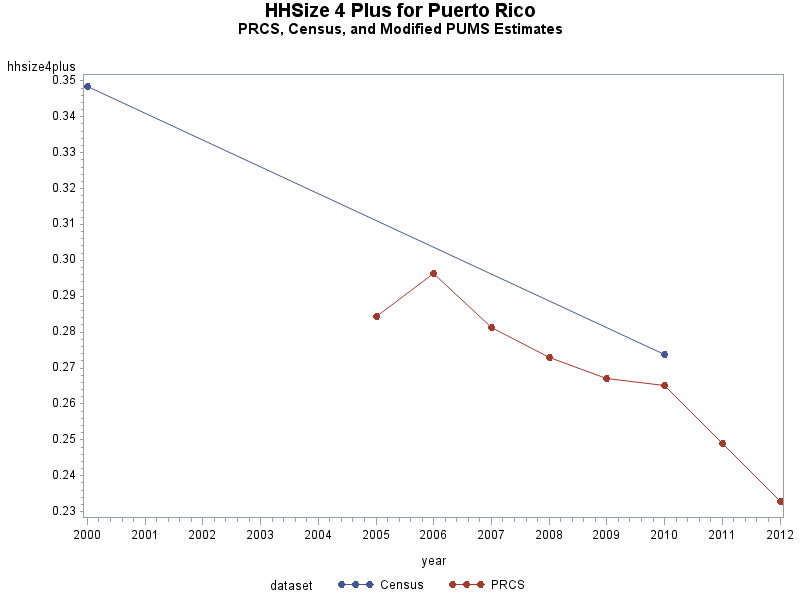 HHSize 4 Plus for Puerto Rico
PRCS, Census, and Modified PUMS Estimates
hhsize4plus
0.35
0.34
0.33
0.32
0.31
0.30
0.29
0.28
0.27
0.26
0.25
0.24
0.23
2000 2001 2002 2003 2004 2005 2006 2007 2008 2009 2010 2011 2012
year
dataset Census PRCS